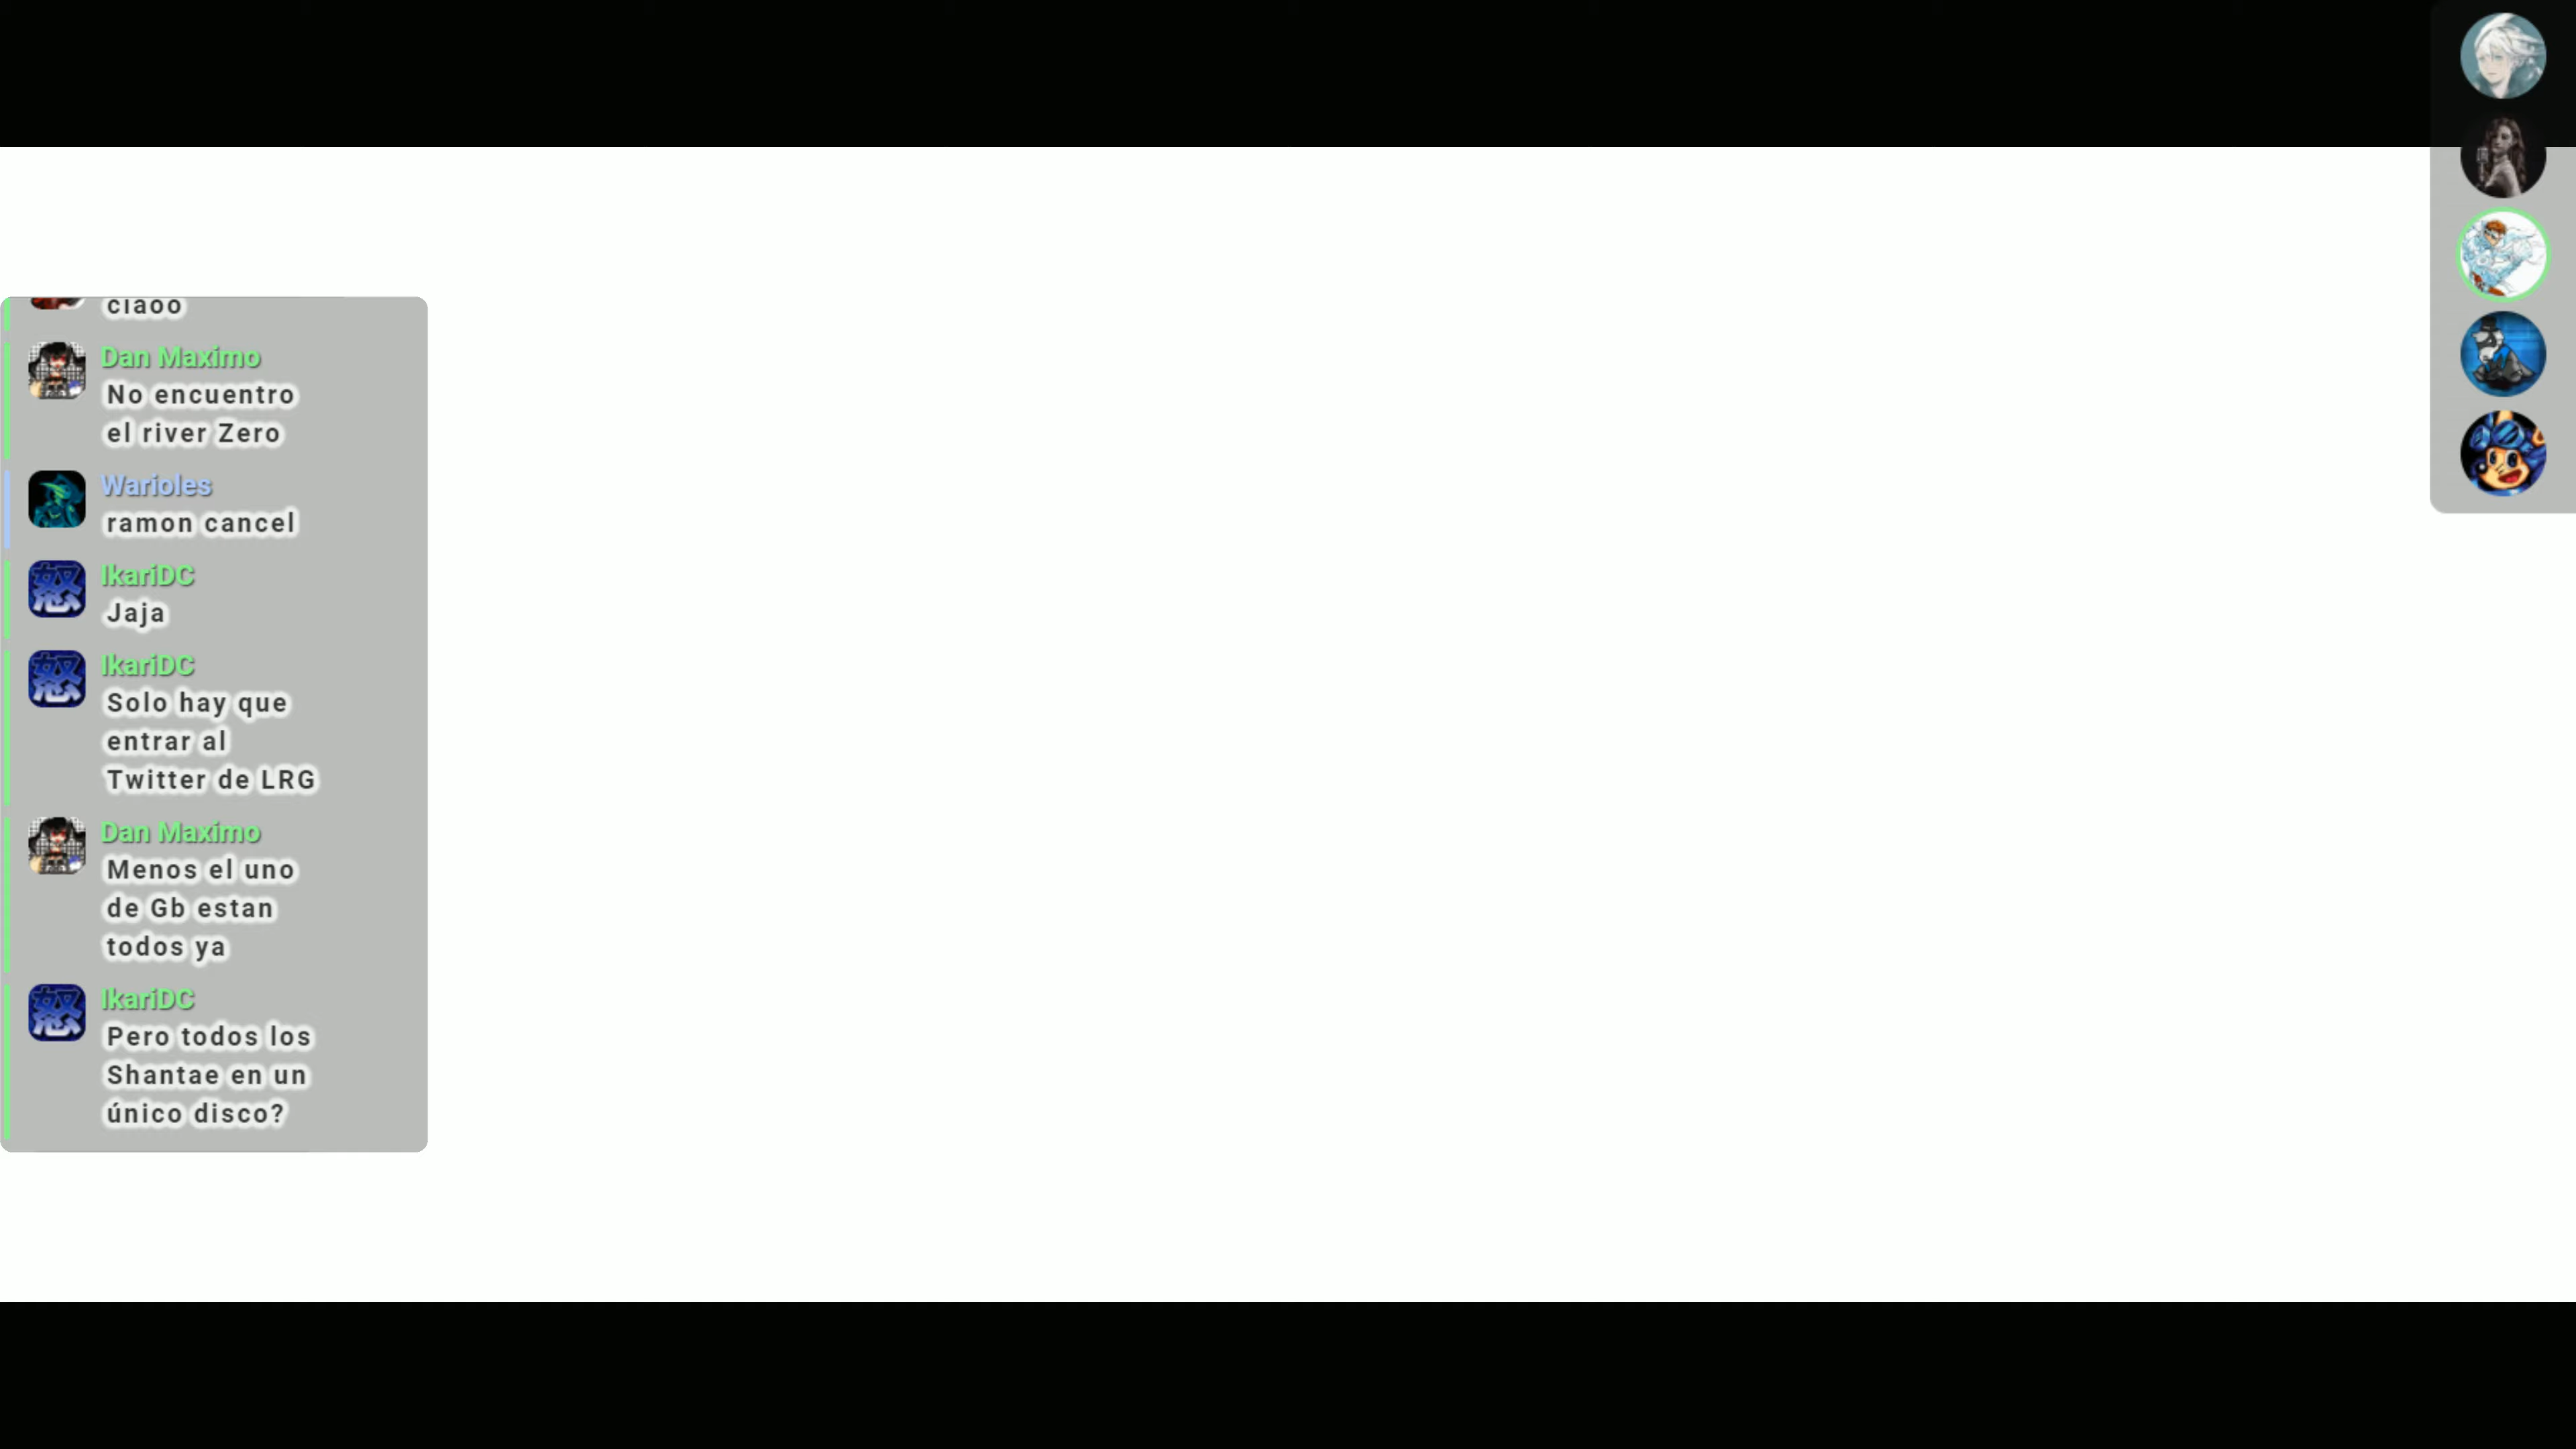 ciaoo
Dan Maximo
No encuentro
el river Zero
Warioles
ramon cancel
IkariDC
Jaja
IkariDC
Solo hay que
entrar al
Twitter de LRG
Dan Maximo
Menos el uno
de Gb estan
todos ya
IkariDC
Pero todos los
Shantae en un
único disco?